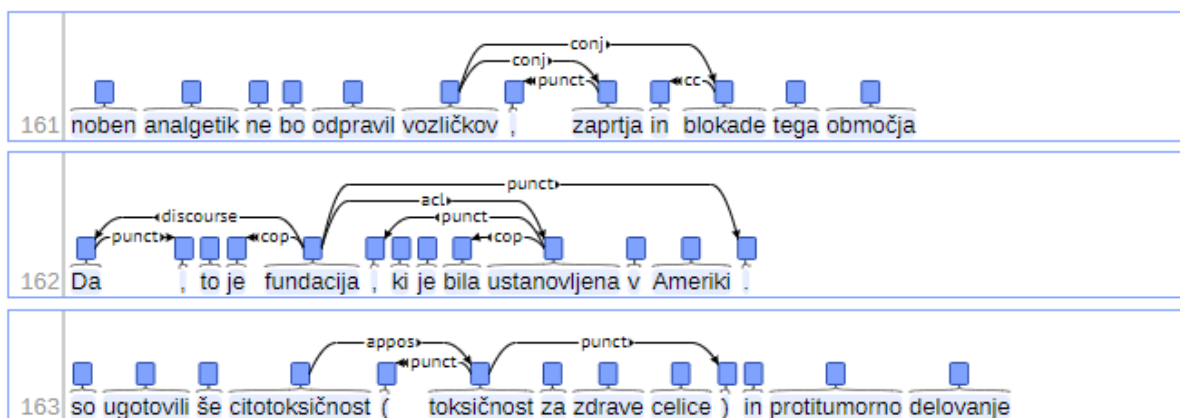 conj
conj
punct cc
161 noben analgetik ne bo odpravil vozličkov , zaprtja in blokade tega območja
punct
acl
discourse punct
punct cop cop
162 Da , to je fundacija , ki je bila ustanovljena v Ameriki .
appos punct
punct
163 so ugotovili še citotoksičnost ( toksičnost za zdrave celice ) in protitumorno delovanje